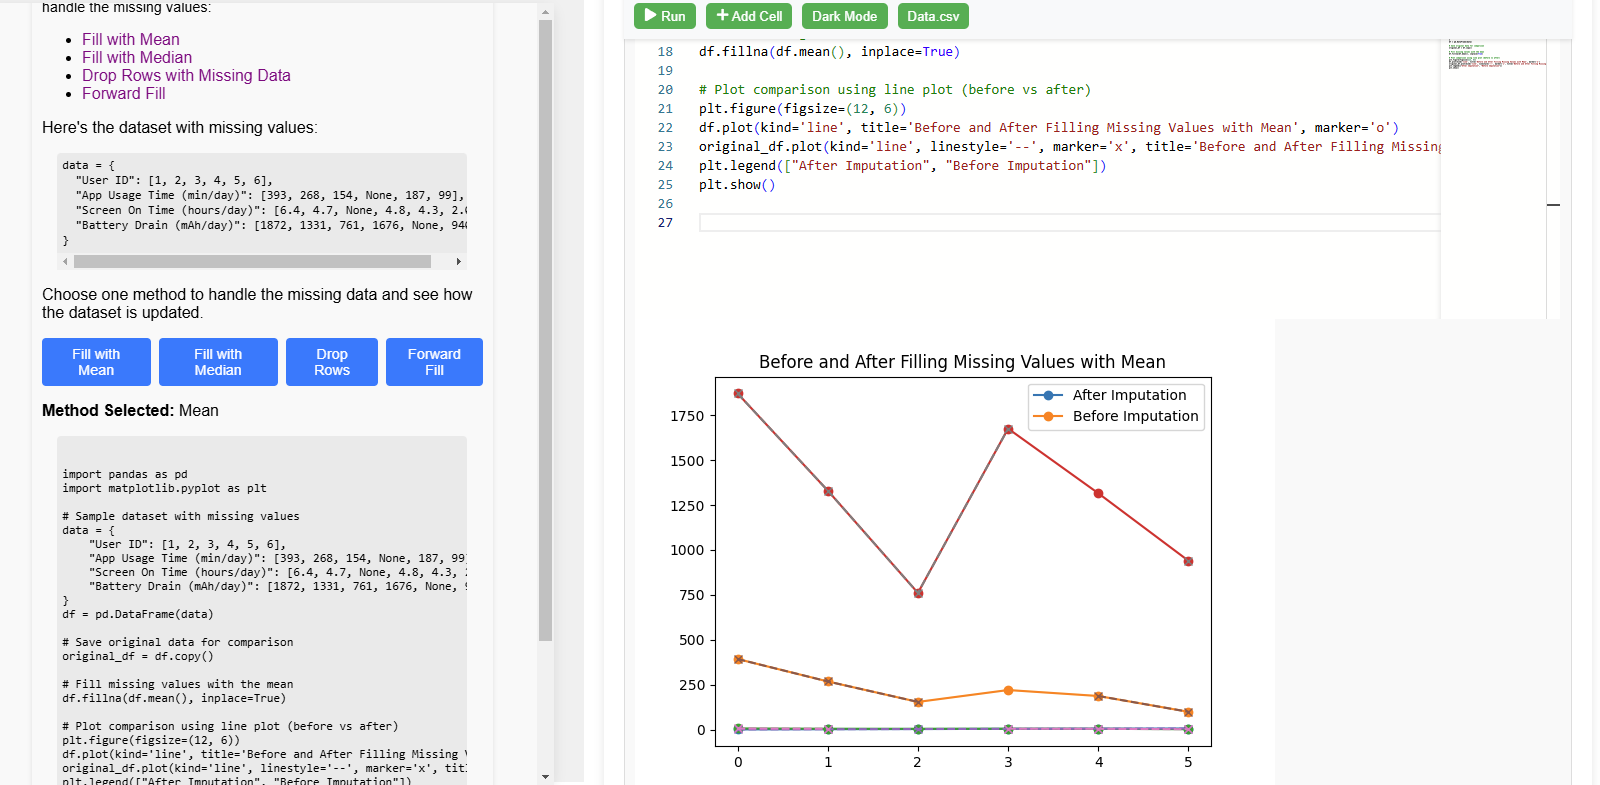 handle the missing values:
Fill with Mean
Fill with Median
Drop Rows with Missing Data
Forward Fill
Here's the dataset with missing values:
data = {
"User ID": [1, 2, 3, 4, 5, 6],
"App Usage Time (min/day)": [393, 268, 154, None, 187, 99],
"Screen On Time (hours/day)": [6.4, 4.7, None, 4.8, 4.3, 2.
"Battery Drain (mAh/day)": [1872, 1331, 761, 1676, None, 94
}
Choose one method to handle the missing data and see how
the dataset is updated.
Fill with Mean
Fill with Median
Drop Rows
Forward Fill
Method Selected: Mean
import pandas as pd
import matplotlib.pyplot as plt
# Sample dataset with missing values
data = {
"User ID": [1, 2, 3, 4, 5, 6],
"App Usage Time (min/day)": [393, 268, 154, None, 187, 99
"Screen On Time (hours/day)": [6.4, 4.7, None, 4.8, 4.3,
"Battery Drain (mAh/day)": [1872, 1331, 761, 1676, None,
}
df = pd.DataFrame(data)
# Save original data for comparison
original_df = df.copy()
# Fill missing values with the mean
df.fillna(df.mean(), inplace=True)
# Plot comparison using line plot (before vs after)
plt.figure(figsize=(12, 6))
df.plot(kind='line', title='Before and After Filling Missing
original_df.plot(kind='line', linestyle='--', marker='x', tit
plt.legend(["After Imputation", "Before Imputation"])
Run
Add Cell
Dark Mode
Data.csv
18 df.fillna(df.mean(), inplace=True)
19
20 # Plot comparison using line plot (before vs after)
21 plt.figure(figsize=(12, 6))
22 df.plot(kind='line', title='Before and After Filling Missing Values with Mean', marker='o')
23 original_df.plot(kind='line', linestyle='--', marker='x', title='Before and After Filling Missing
24 plt.legend(["After Imputation", "Before Imputation"])
25 plt.show()
26
27
Before and After Filling Missing Values with Mean
After Imputation
Before Imputation
1750
1500
1250
1000
750
500
250
0
0 1 2 3 4 5